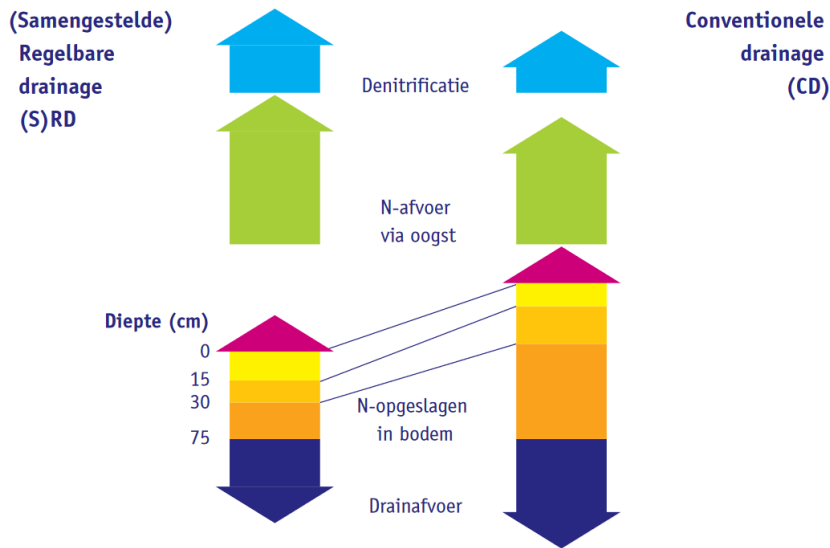 (Samengestelde)
Regelbare
drainage
(S)RD
Conventionele
drainage
(CD)
Denitrificatie
N-afvoer
via oogst
Diepte (cm)
0
15
30
75
N-opgeslagen
in bodem
Drainafvoer